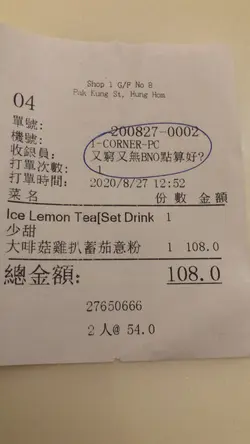 Shop 1 G/F No 8
Pak Kung St, Hung Hom
04
單號: 200827-0002
機號: 1-CORNER-PC
收銀員: 又窮又無BNO點算好?
打單次數: 1
打單時間: 2020/8/27 12:52
菜名 份數 金額
Ice Lemon Tea[Set Drink 1
少甜
大啡菇雞扒蕃茄意粉 1 108.0
總金額: 108.0
27650666
2 人@ 54.0